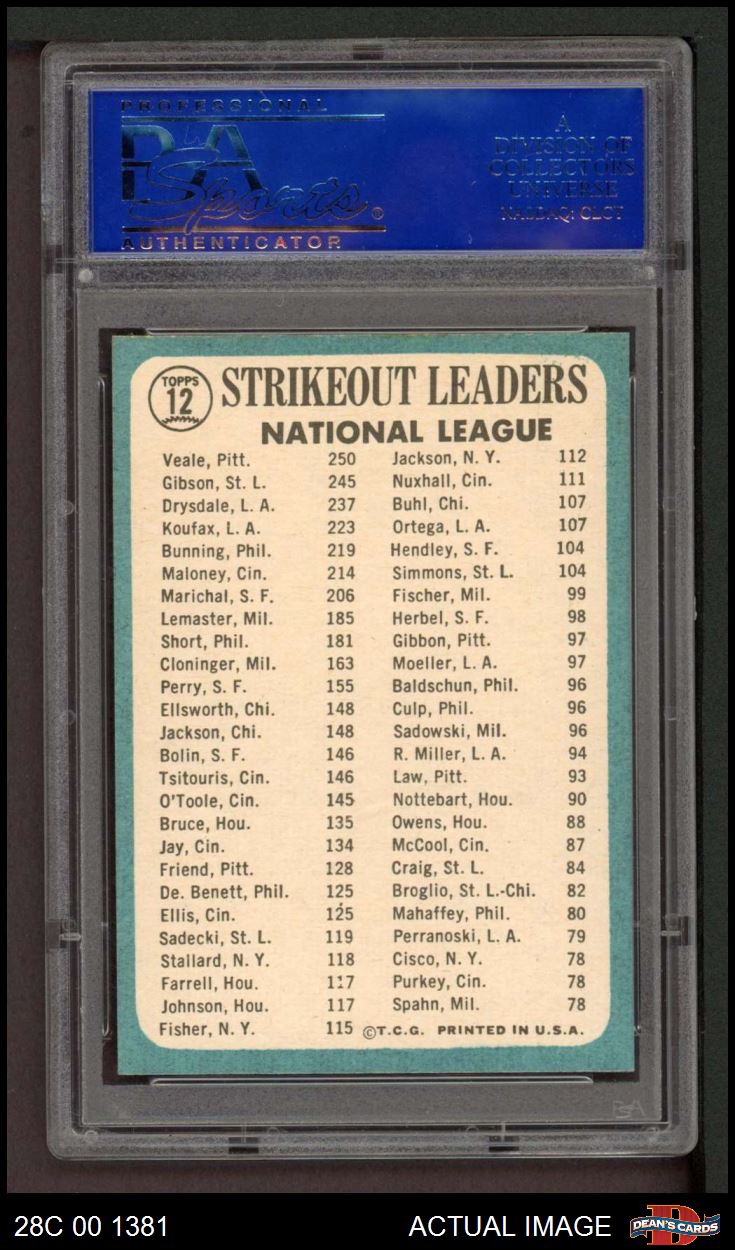 PROFESSIONAL
PSA
Sports®
AUTHENTICATOR
A
DIVISION OF
COLLECTORS
UNIVERSE
NASDAQ: CLCT
TOPPS
12
STRIKEOUT LEADERS
NATIONAL LEAGUE
Veale, Pitt. 250
Gibson, St. L. 245
Drysdale, L. A. 237
Koufax, L. A. 223
Bunning, Phil. 219
Maloney, Cin. 214
Marichal, S. F. 206
Lemaster, Mil. 185
Short, Phil. 181
Cloninger, Mil. 163
Perry, S. F. 155
Ellsworth, Chi. 148
Jackson, Chi. 148
Bolin, S. F. 146
Tsitouris, Cin. 146
O'Toole, Cin. 145
Bruce, Hou. 135
Jay, Cin. 134
Friend, Pitt. 128
De. Benett, Phil. 125
Ellis, Cin. 125
Sadecki, St. L. 119
Stallard, N. Y. 118
Farrell, Hou. 117
Johnson, Hou. 117
Fisher, N. Y. 115
Jackson, N. Y. 112
Nuxhall, Cin. 111
Buhl, Chi. 107
Ortega, L. A. 107
Hendley, S. F. 104
Simmons, St. L. 104
Fischer, Mil. 99
Herbel, S. F. 98
Gibbon, Pitt. 97
Moeller, L. A. 97
Baldschun, Phil. 96
Culp, Phil. 96
Sadowski, Mil. 96
R. Miller, L. A. 94
Law, Pitt. 93
Nottebart, Hou. 90
Owens, Hou. 88
McCool, Cin. 87
Craig, St. L. 84
Broglio, St. L.-Chi. 82
Mahaffey, Phil. 80
Perranoski, L. A. 79
Cisco, N. Y. 78
Purkey, Cin. 78
Spahn, Mil. 78
©T.C.G. PRINTED IN U.S.A.
PSA
28C 00 1381
ACTUAL IMAGE
DEAN'S CARDS